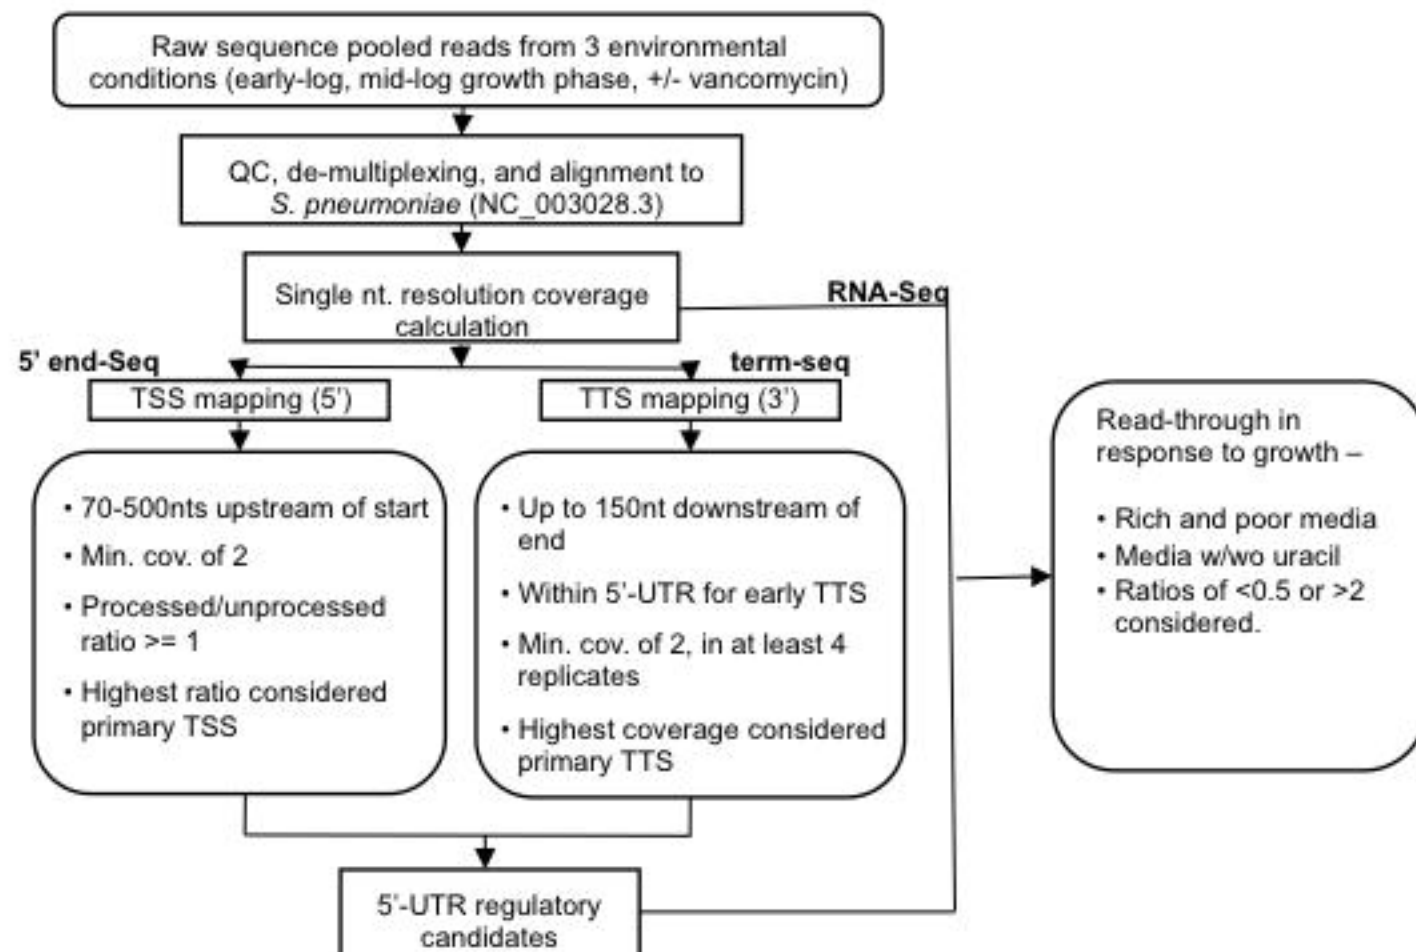 Raw sequence pooled reads from 3 environmental
conditions (early-log, mid-log growth phase, +/- vancomycin)
QC, de-multiplexing, and alignment to
S. pneumoniae (NC_003028.3)
Single nt. resolution coverage
calculation
RNA-Seq
5' end-Seq
term-seq
TSS mapping (5')
TTS mapping (3')
• 70-500nts upstream of start
• Min. cov. of 2
• Processed/unprocessed
ratio >= 1
• Highest ratio considered
primary TSS
• Up to 150nt downstream of
end
• Within 5'-UTR for early TTS
• Min. cov. of 2, in at least 4
replicates
• Highest coverage considered
primary TTS
Read-through in
response to growth –
• Rich and poor media
• Media w/wo uracil
• Ratios of <0.5 or >2
considered.
5'-UTR regulatory
candidates